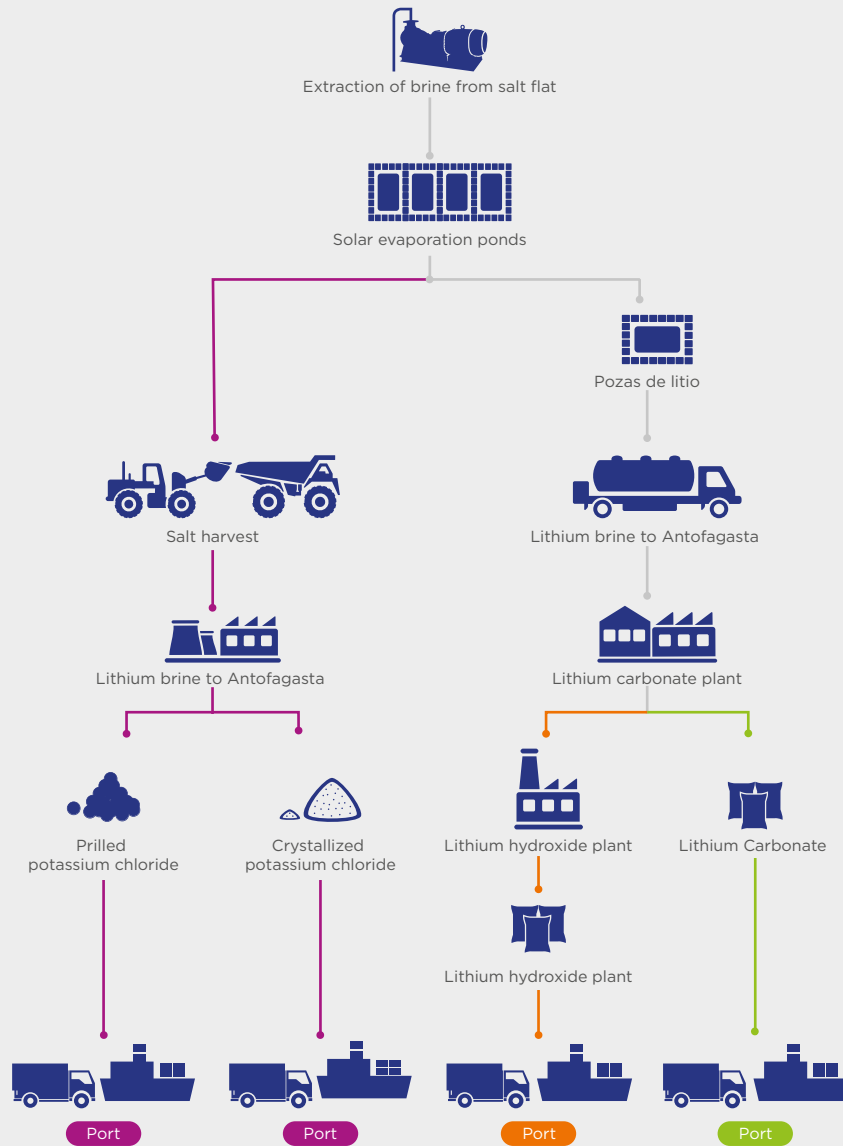 Extraction of brine from salt flat
Solar evaporation ponds
Pozas de litio
Salt harvest
Lithium brine to Antofagasta
Lithium brine to Antofagasta
Lithium carbonate plant
Prilled
potassium chloride
Crystallized
potassium chloride
Lithium hydroxide plant
Lithium Carbonate
Lithium hydroxide plant
Port
Port
Port
Port